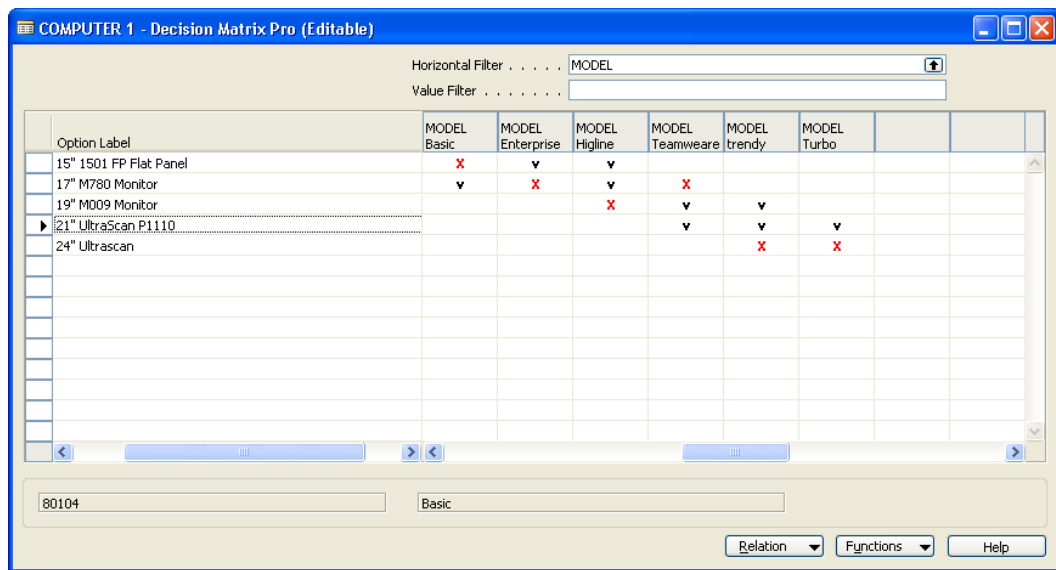 COMPUTER 1 - Decision Matrix Pro (Editable)
Horizontal Filter . . . . . MODEL
Value Filter . . . . . . .
Option Label MODEL Basic MODEL Enterprise MODEL Higline MODEL Teamweare MODEL trendy MODEL Turbo
15" 1501 FP Flat Panel X v v
17" M780 Monitor v X v X
19" M009 Monitor X v v
21" UltraScan P1110 v v v
24" Ultrascan X X
80104 Basic
Relation Functions Help